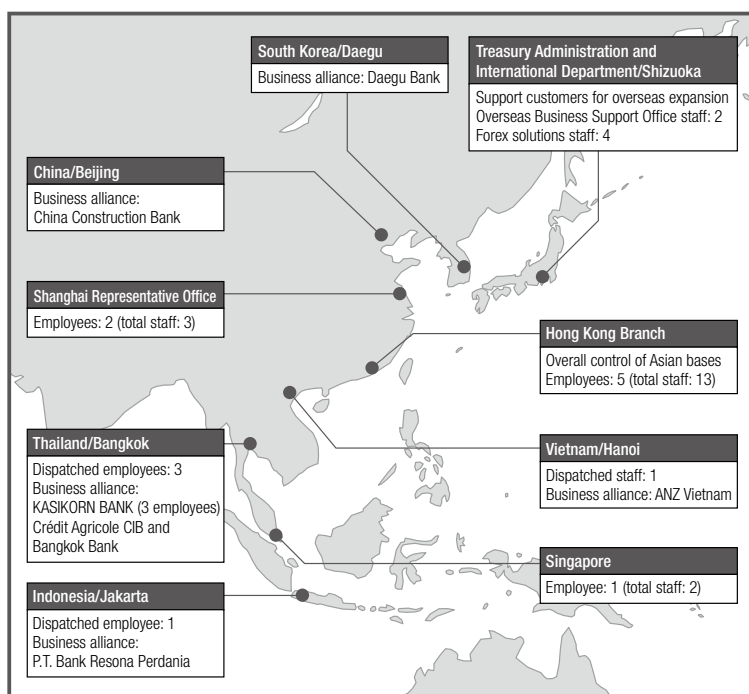 South Korea/Daegu
Business alliance: Daegu Bank
Treasury Administration and
International Department/Shizuoka
Support customers for overseas expansion
Overseas Business Support Office staff: 2
Forex solutions staff: 4
China/Beijing
Business alliance:
China Construction Bank
Shanghai Representative Office
Employees: 2 (total staff: 3)
Hong Kong Branch
Overall control of Asian bases
Employees: 5 (total staff: 13)
Thailand/Bangkok
Dispatched employees: 3
Business alliance:
KASIKORN BANK (3 employees)
Crédit Agricole CIB and
Bangkok Bank
Vietnam/Hanoi
Dispatched staff: 1
Business alliance: ANZ Vietnam
Singapore
Employee: 1 (total staff: 2)
Indonesia/Jakarta
Dispatched employee: 1
Business alliance:
P.T. Bank Resona Perdania